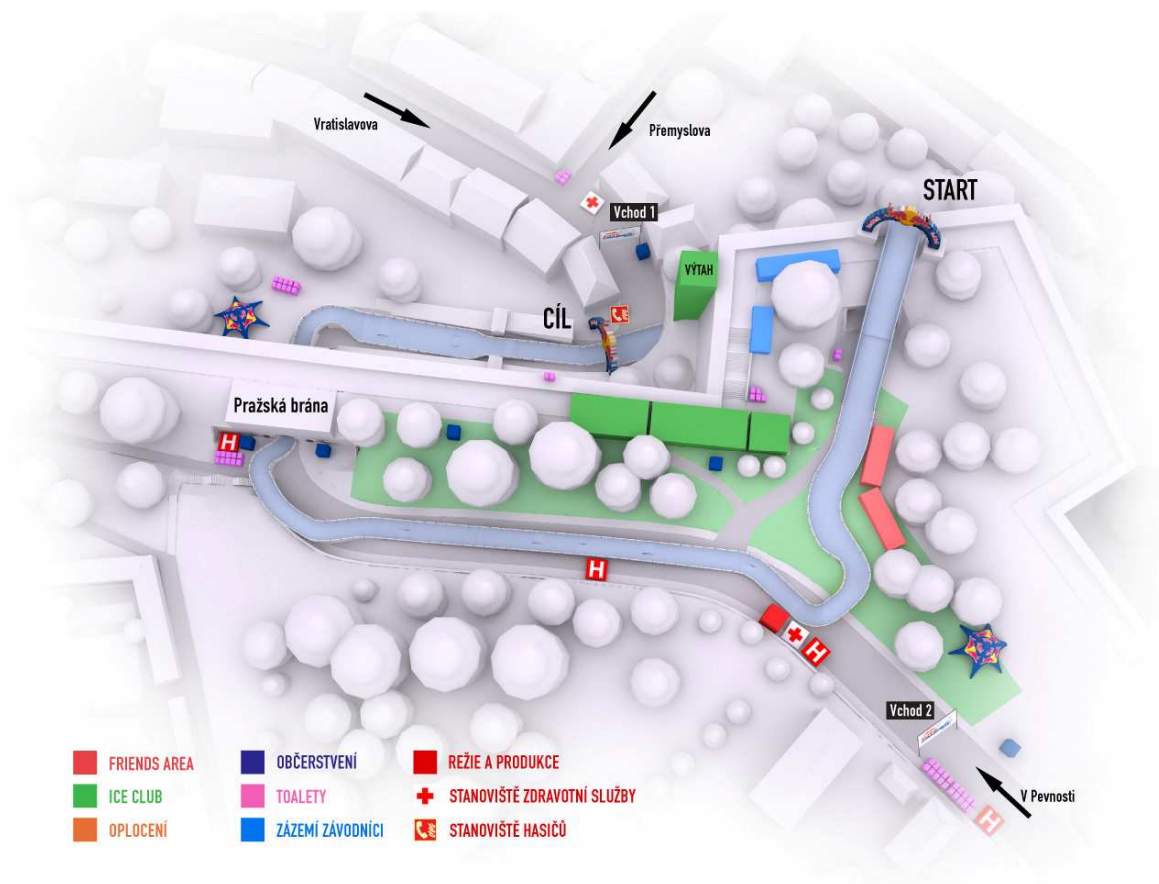 Vratislavova
Přemyslova
START
Vchod 1
VÝTAH
CÍL
Pražská brána
H
H
H
Vchod 2
V Pevnosti
H
FRIENDS AREA
OBČERSTVENÍ
REŽIE A PRODUKCE
ICE CLUB
TOALETY
STANOVIŠTĚ ZDRAVOTNÍ SLUŽBY
OPLOCENÍ
ZÁZEMÍ ZÁVODNÍCI
STANOVIŠTĚ HASIČŮ